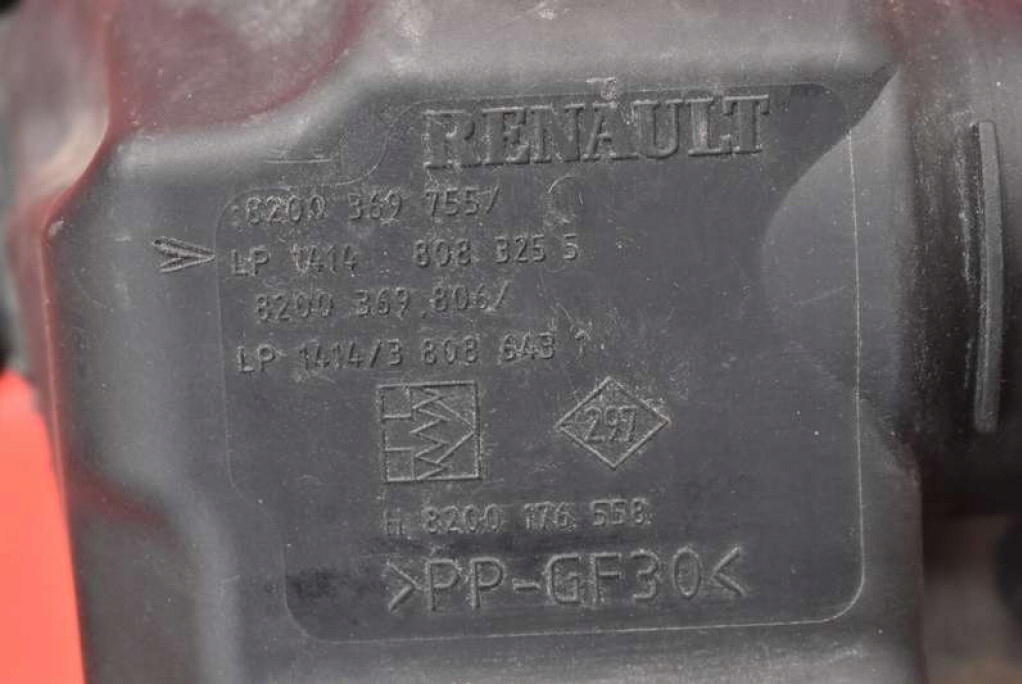 RENAULT
8200 369 755/
LP 1414 808 325 5
8200 369 806/
LP 1414/3 808 643 1
297
H 8200 176 558
>PP-GF30<